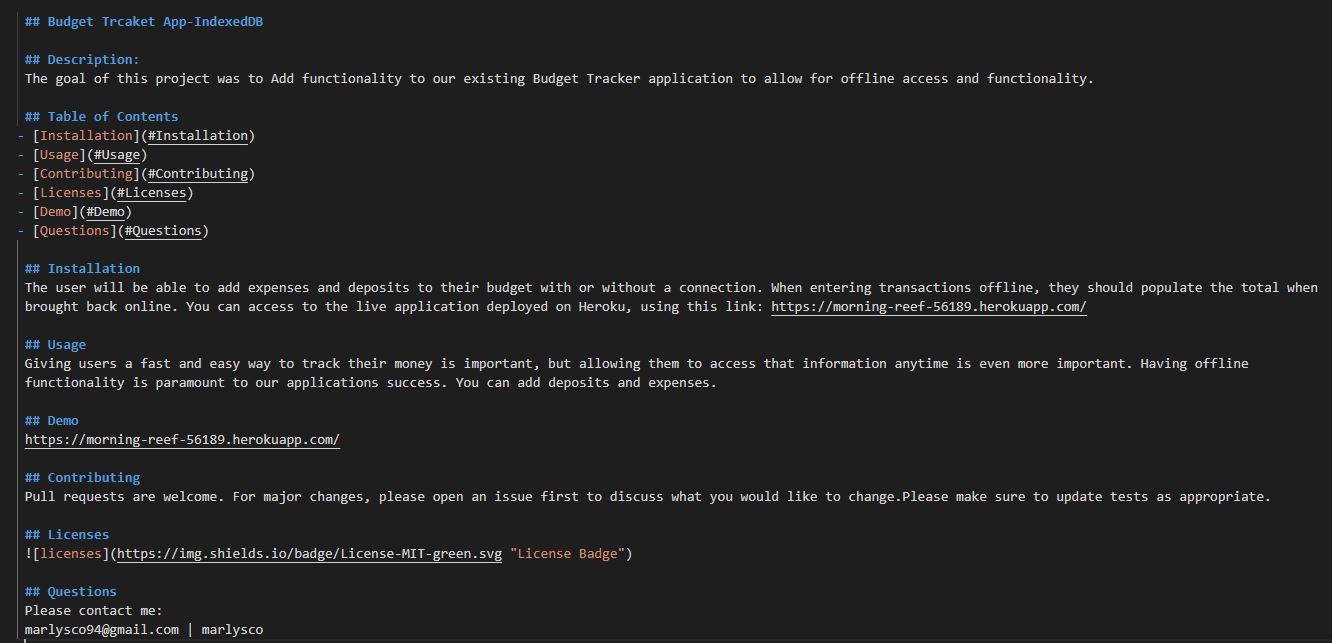 ## Budget Trcaket App-IndexedDB
## Description:
The goal of this project was to Add functionality to our existing Budget Tracker application to allow for offline access and functionality.
## Table of Contents
- [Installation](#Installation)
- [Usage](#Usage)
- [Contributing](#Contributing)
- [Licenses](#Licenses)
- [Demo](#Demo)
- [Questions](#Questions)
## Installation
The user will be able to add expenses and deposits to their budget with or without a connection. When entering transactions offline, they should populate the total when
brought back online. You can access to the live application deployed on Heroku, using this link: https://morning-reef-56189.herokuapp.com/
## Usage
Giving users a fast and easy way to track their money is important, but allowing them to access that information anytime is even more important. Having offline
functionality is paramount to our applications success. You can add deposits and expenses.
## Demo
https://morning-reef-56189.herokuapp.com/
## Contributing
Pull requests are welcome. For major changes, please open an issue first to discuss what you would like to change.Please make sure to update tests as appropriate.
## Licenses
![licenses](https://img.shields.io/badge/License-MIT-green.svg "License Badge")
## Questions
Please contact me:
marlysco94@gmail.com | marlysco